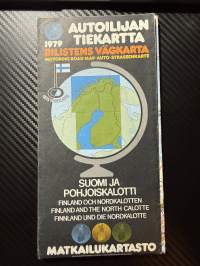 AUTOILIJAN
TIEKARTTA
1979
BILISTENS VÄGKARTA
MOTORING ROAD MAP AUTO-STRASSENKARTE
SUOMI JA
POHJOISKALOTTI
FINLAND OCH NORDKALOTTEN
FINLAND AND THE NORTH CALOTTE
FINNLAND UND DIE NORDKALOTTE
MATKAILUKARTASTO